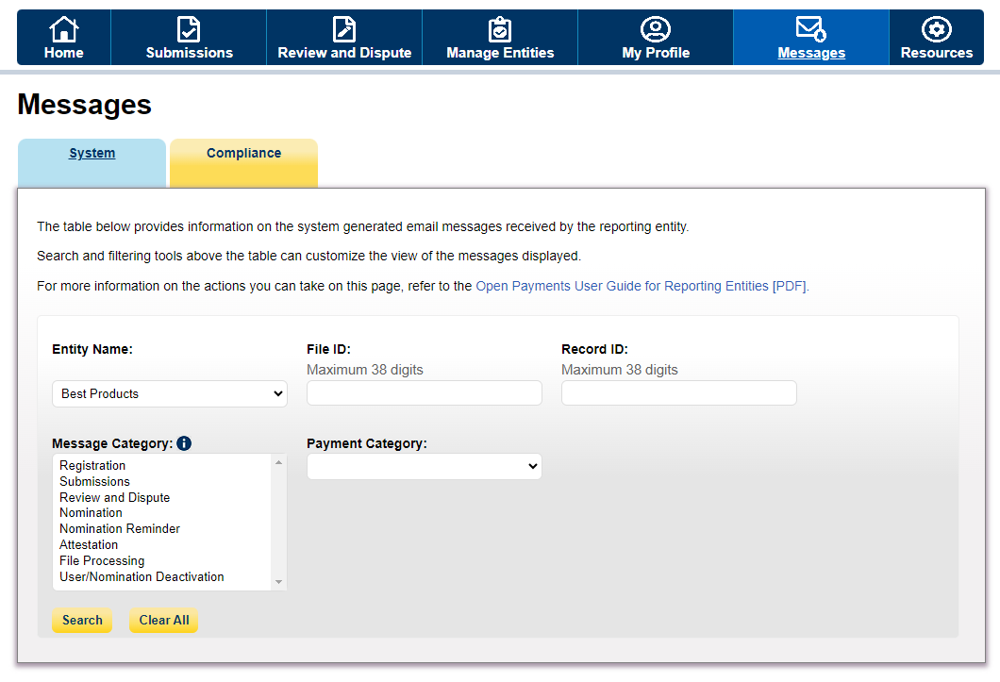 Home
Submissions
Review and Dispute
Manage Entities
My Profile
Messages
Resources
Messages
System
Compliance
The table below provides information on the system generated email messages received by the reporting entity.
Search and filtering tools above the table can customize the view of the messages displayed.
For more information on the actions you can take on this page, refer to the Open Payments User Guide for Reporting Entities [PDF].
Entity Name:
File ID:
Record ID:
Maximum 38 digits
Maximum 38 digits
Best Products
Message Category: i
Payment Category:
Registration
Submissions
Review and Dispute
Nomination
Nomination Reminder
Attestation
File Processing
User/Nomination Deactivation
Search
Clear All